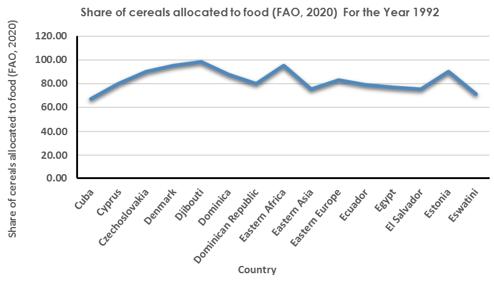 Share of cereals allocated to food (FAO, 2020) For the Year 1992
Share of cereals allocated to food (FAO, 2020)
120.00
100.00
80.00
60.00
40.00
20.00
0.00
Cuba
Cyprus
Czechoslovakia
Denmark
Djibouti
Dominica
Dominican Republic
Eastern Africa
Eastern Asia
Eastern Europe
Ecuador
Egypt
El Salvador
Estonia
Eswatini
Country